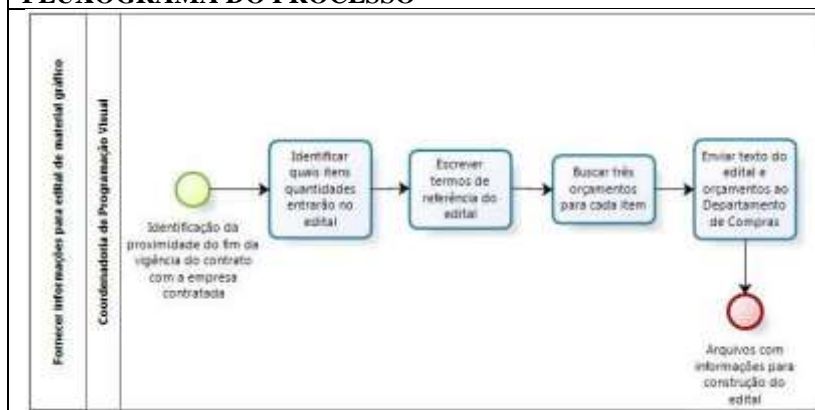 FLUXOGRAMA DO PROCESSO
Fornecer informações para edital de material gráfico
Coordenadoria de Programação Visual
Identificação da
proximidade do fim da
vigência do contrato
com a empresa
contratada
Identificar
quais itens
quantidades
entrarão no
edital
Escrever
termos de
referência do
edital
Buscar três
orçamentos
para cada item
Enviar texto do
edital e
orçamentos ao
Departamento
de Compras
Arquivos com
informações para
construção do
edital